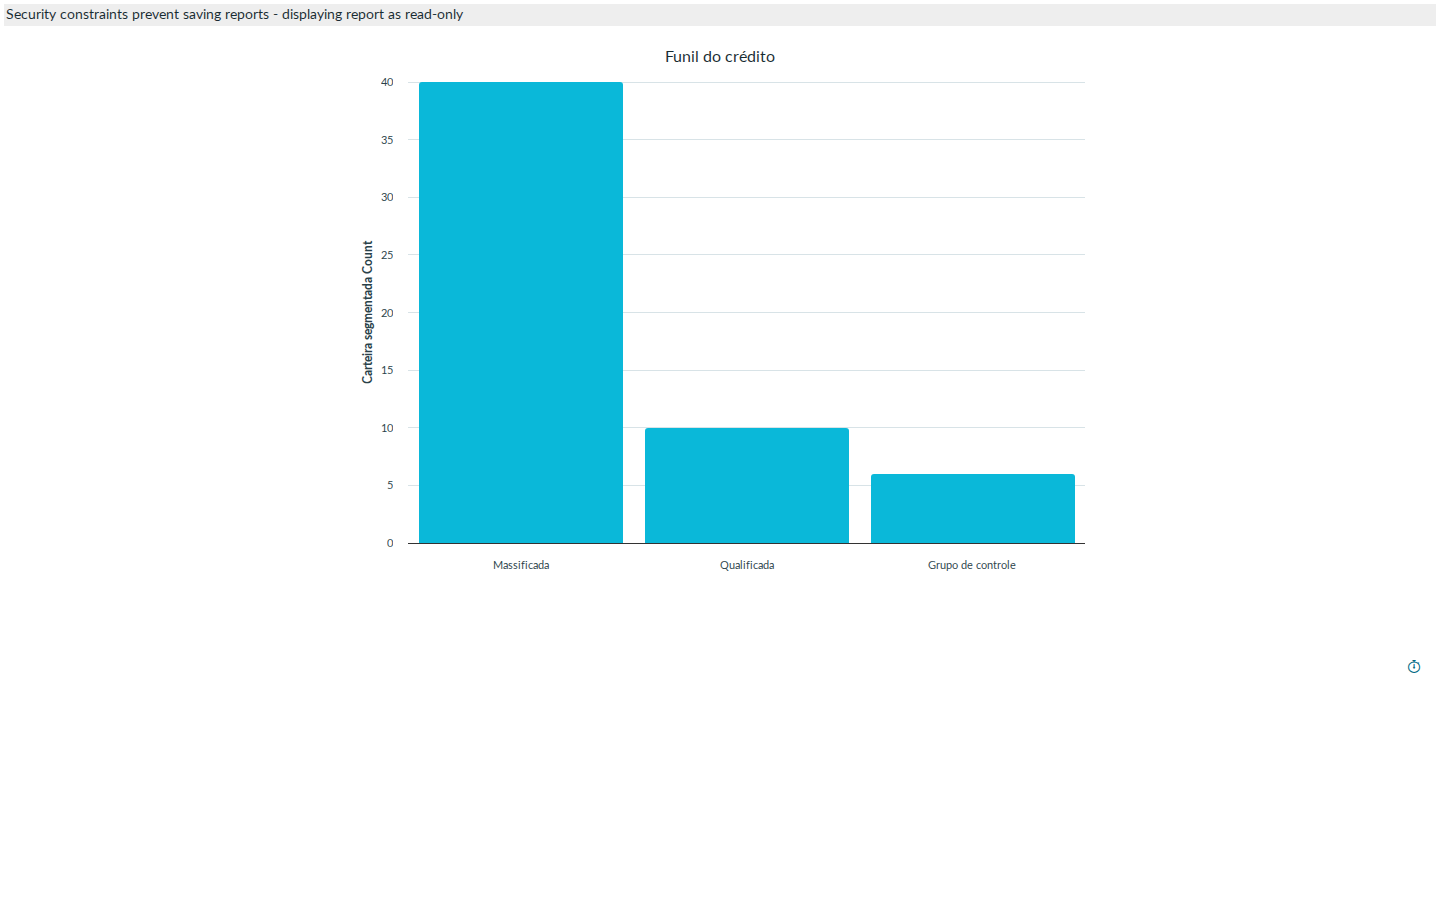 Security constraints prevent saving reports - displaying report as read-only
Funil do crédito
Carteira segmentada Count
40
35
30
25
20
15
10
5
0
Massificada
Qualificada
Grupo de controle